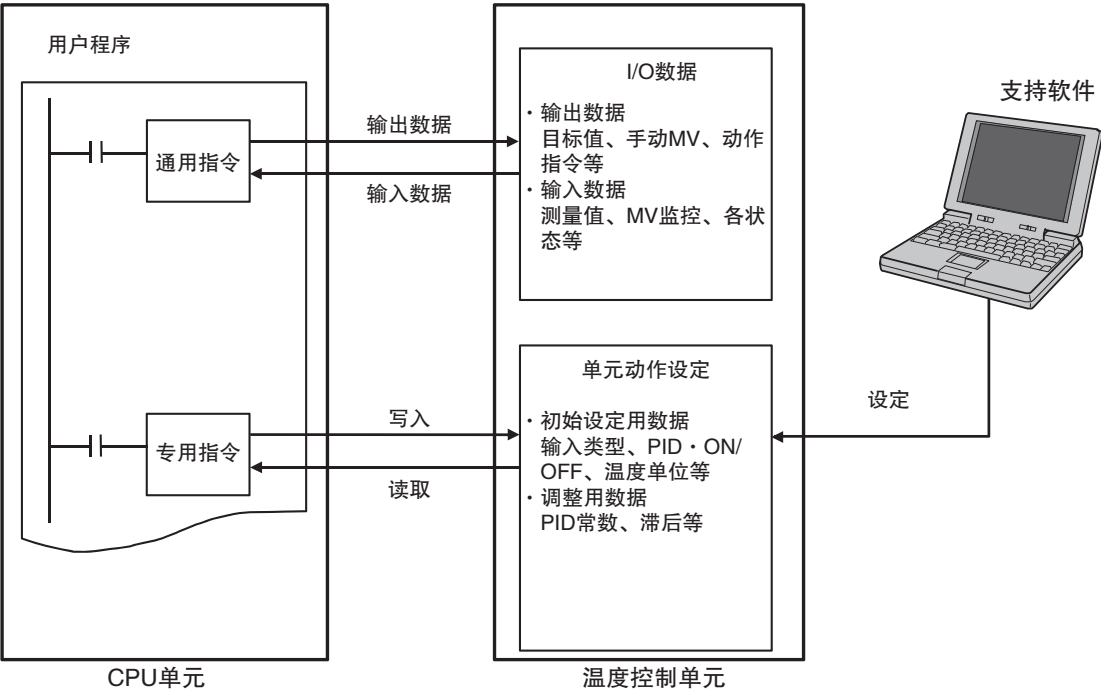 用户程序
通用指令
专用指令
CPU单元
输出数据
输入数据
写入
读取
I/O数据
・输出数据
目标值、手动MV、动作
指令等
・输入数据
测量值、MV监控、各状
态等
单元动作设定
・初始设定用数据
输入类型、PID・ON/
OFF、温度单位等
・调整用数据
PID常数、滞后等
温度控制单元
支持软件
设定